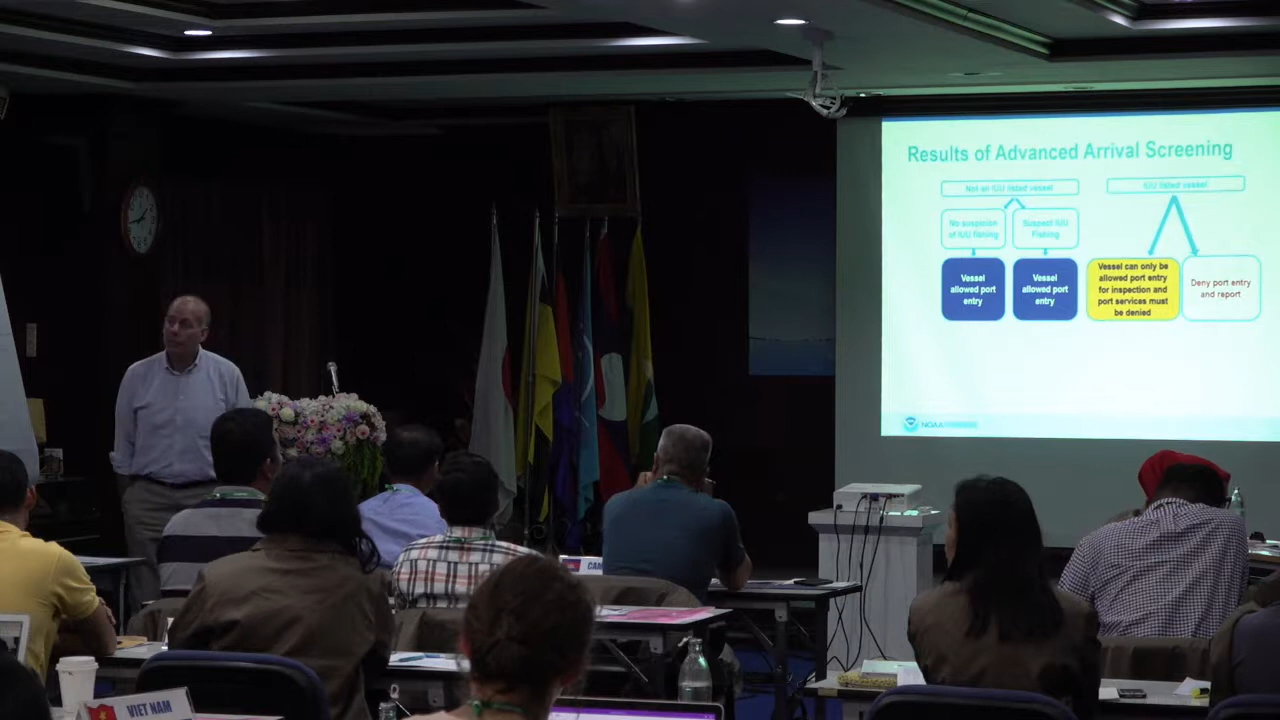 Results of Advanced Arrival Screening
Not an IUU listed vessel
IUU listed vessel
No suspicion
of IUU fishing
Suspect IUU
Fishing
Vessel
allowed port
entry
Vessel
allowed port
entry
Vessel can only be
allowed port entry
for inspection and
port services must
be denied
Deny port entry
and report
NOAA
CAM
VIET NAM